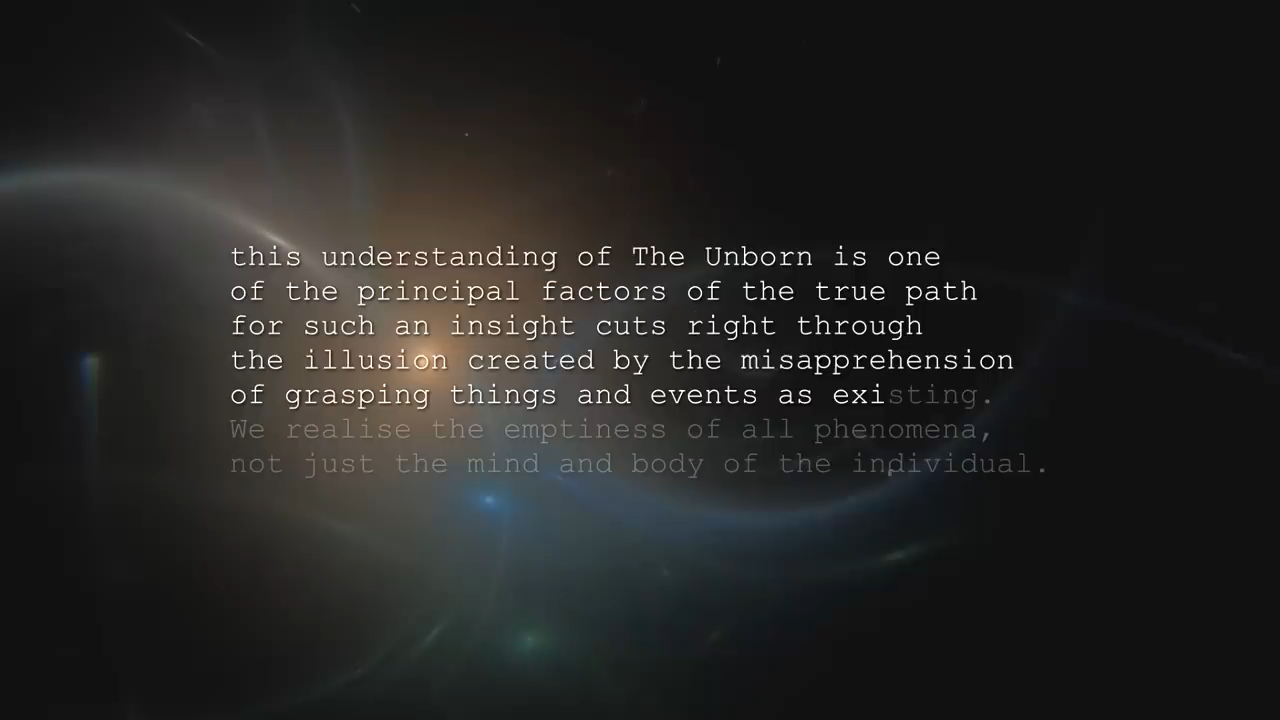 this understanding of The Unborn is one
of the principal factors of the true path
for such an insight cuts right through
the illusion created by the misapprehension
of grasping things and events as existing.
We realise the emptiness of all phenomena,
not just the mind and body of the individual.